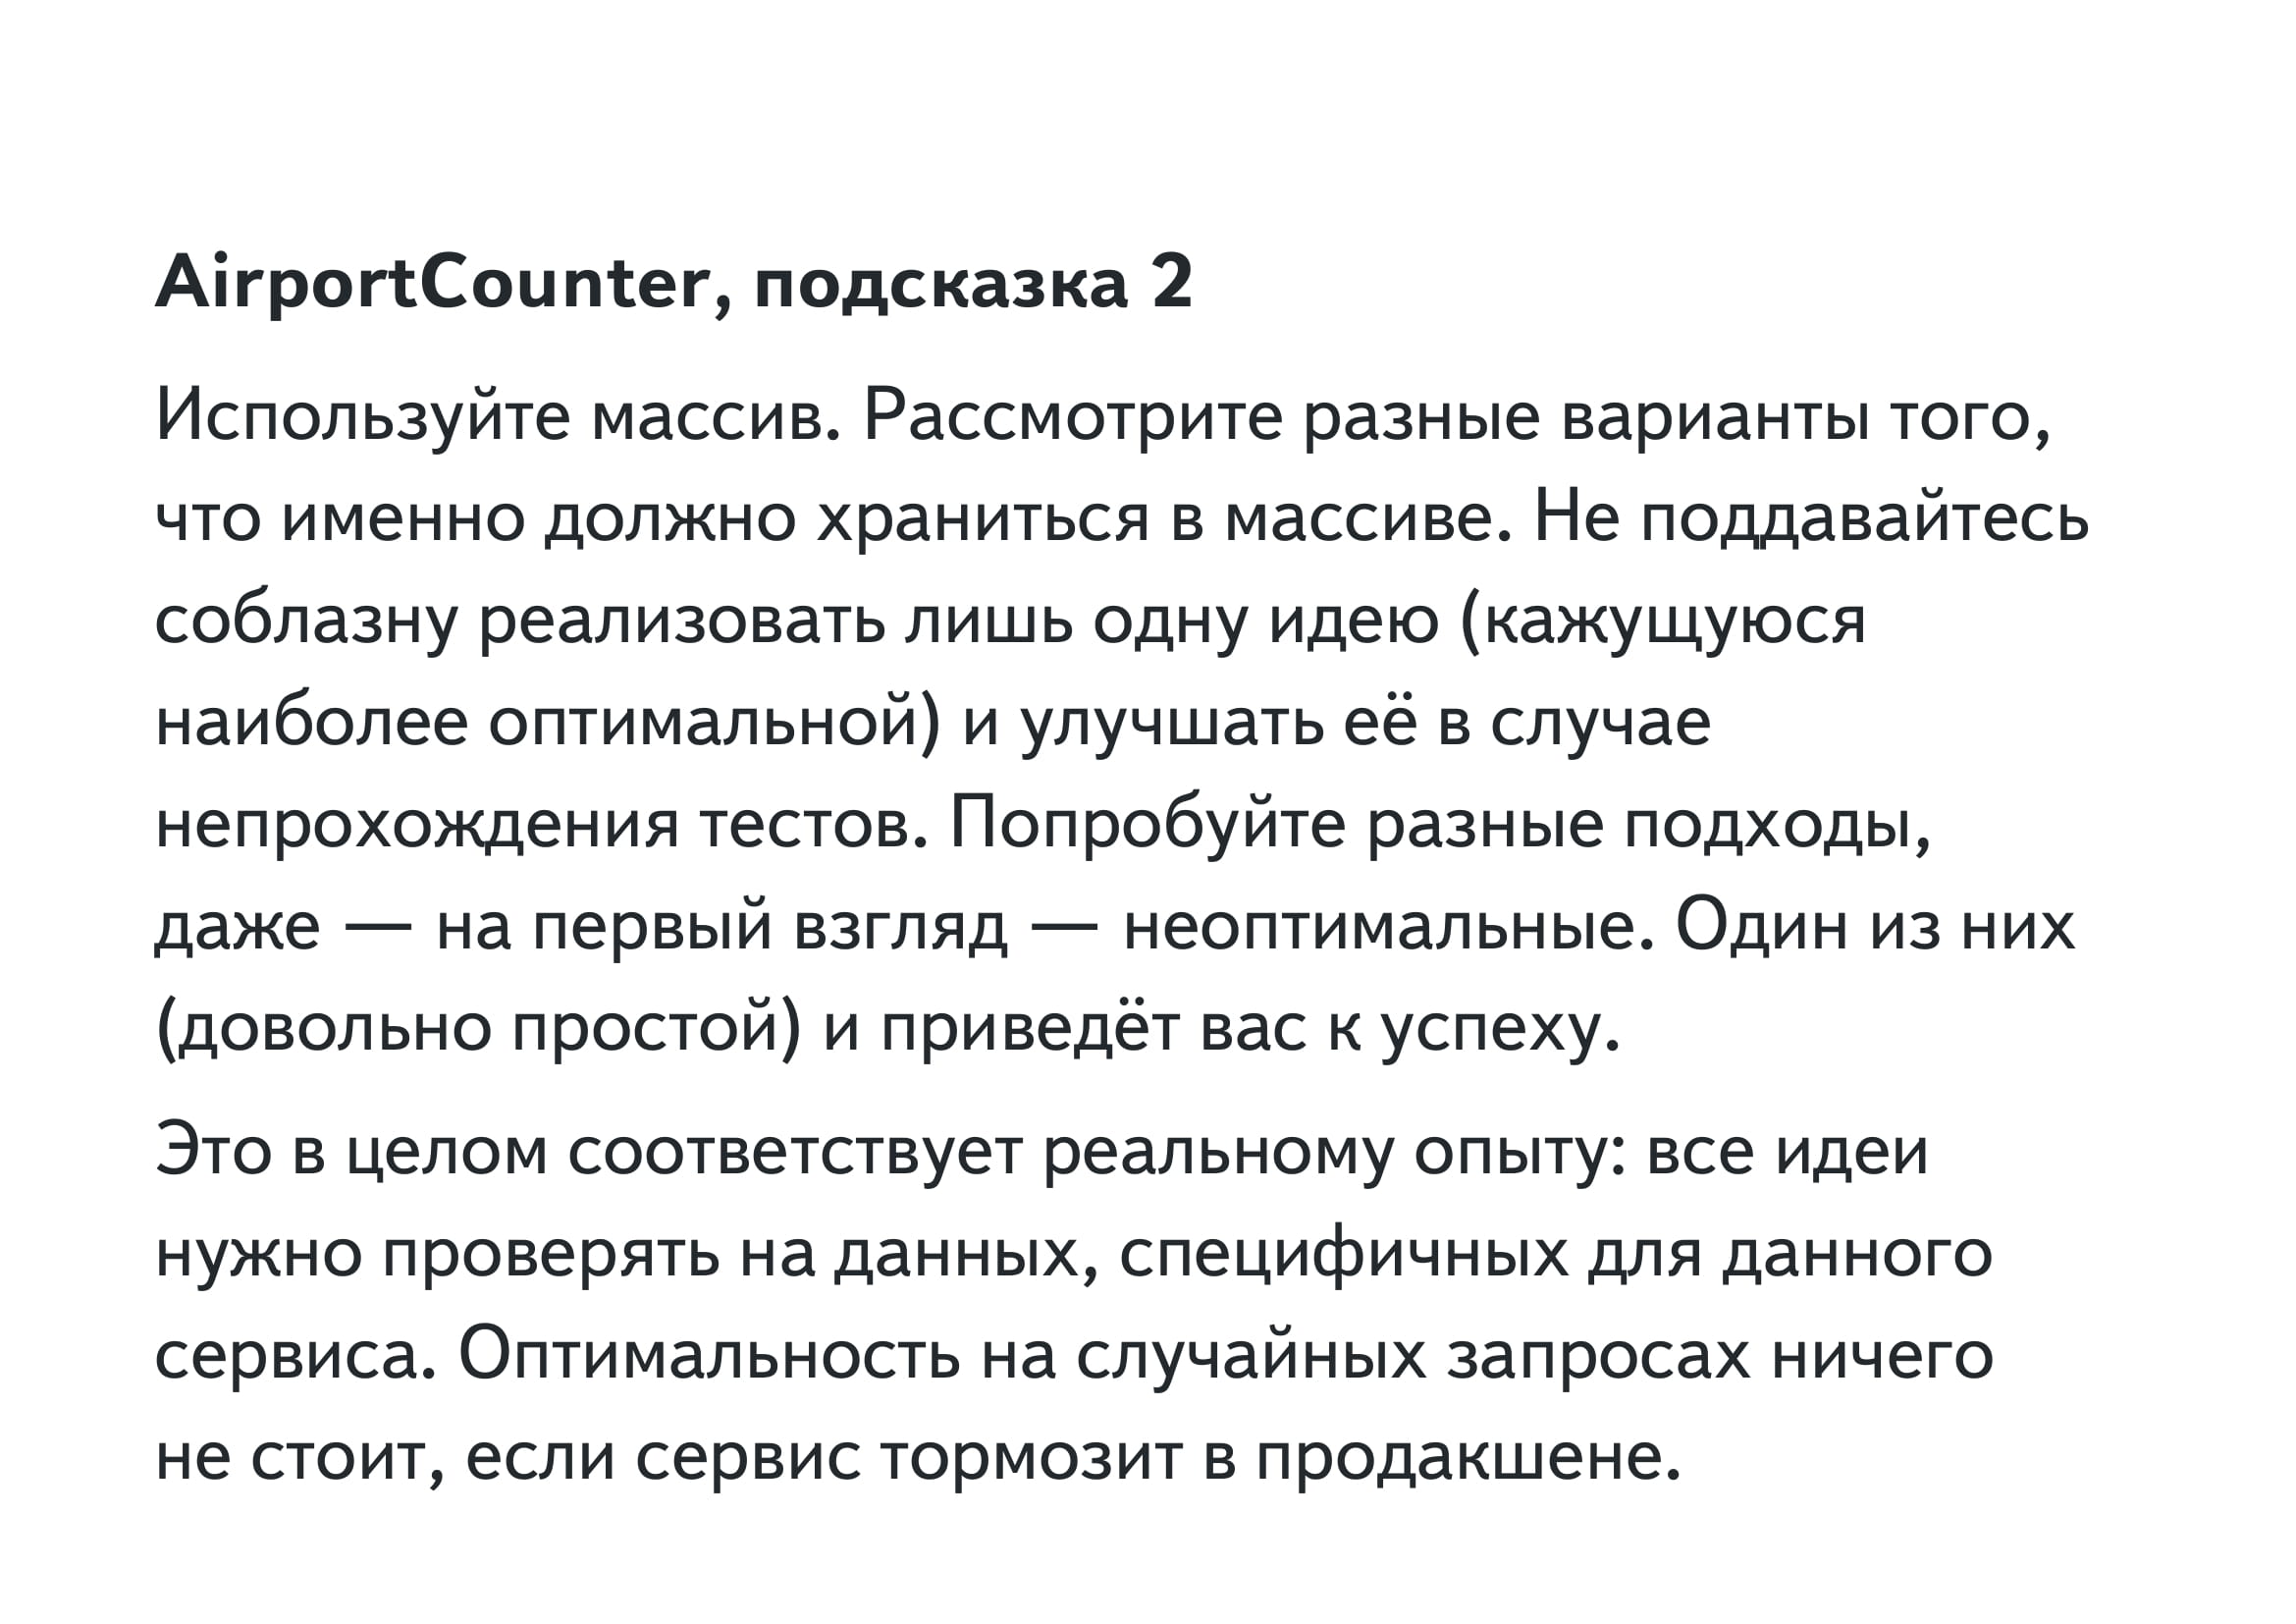 AirportCounter, подсказка 2
Используйте массив. Рассмотрите разные варианты того,
что именно должно храниться в массиве. Не поддавайтесь
соблазну реализовать лишь одну идею (кажущуюся
наиболее оптимальной) и улучшать её в случае
непрохождения тестов. Попробуйте разные подходы,
даже — на первый взгляд — неоптимальные. Один из них
(довольно простой) и приведёт вас к успеху.
Это в целом соответствует реальному опыту: все идеи
нужно проверять на данных, специфичных для данного
сервиса. Оптимальность на случайных запросах ничего
не стоит, если сервис тормозит в продакшене.